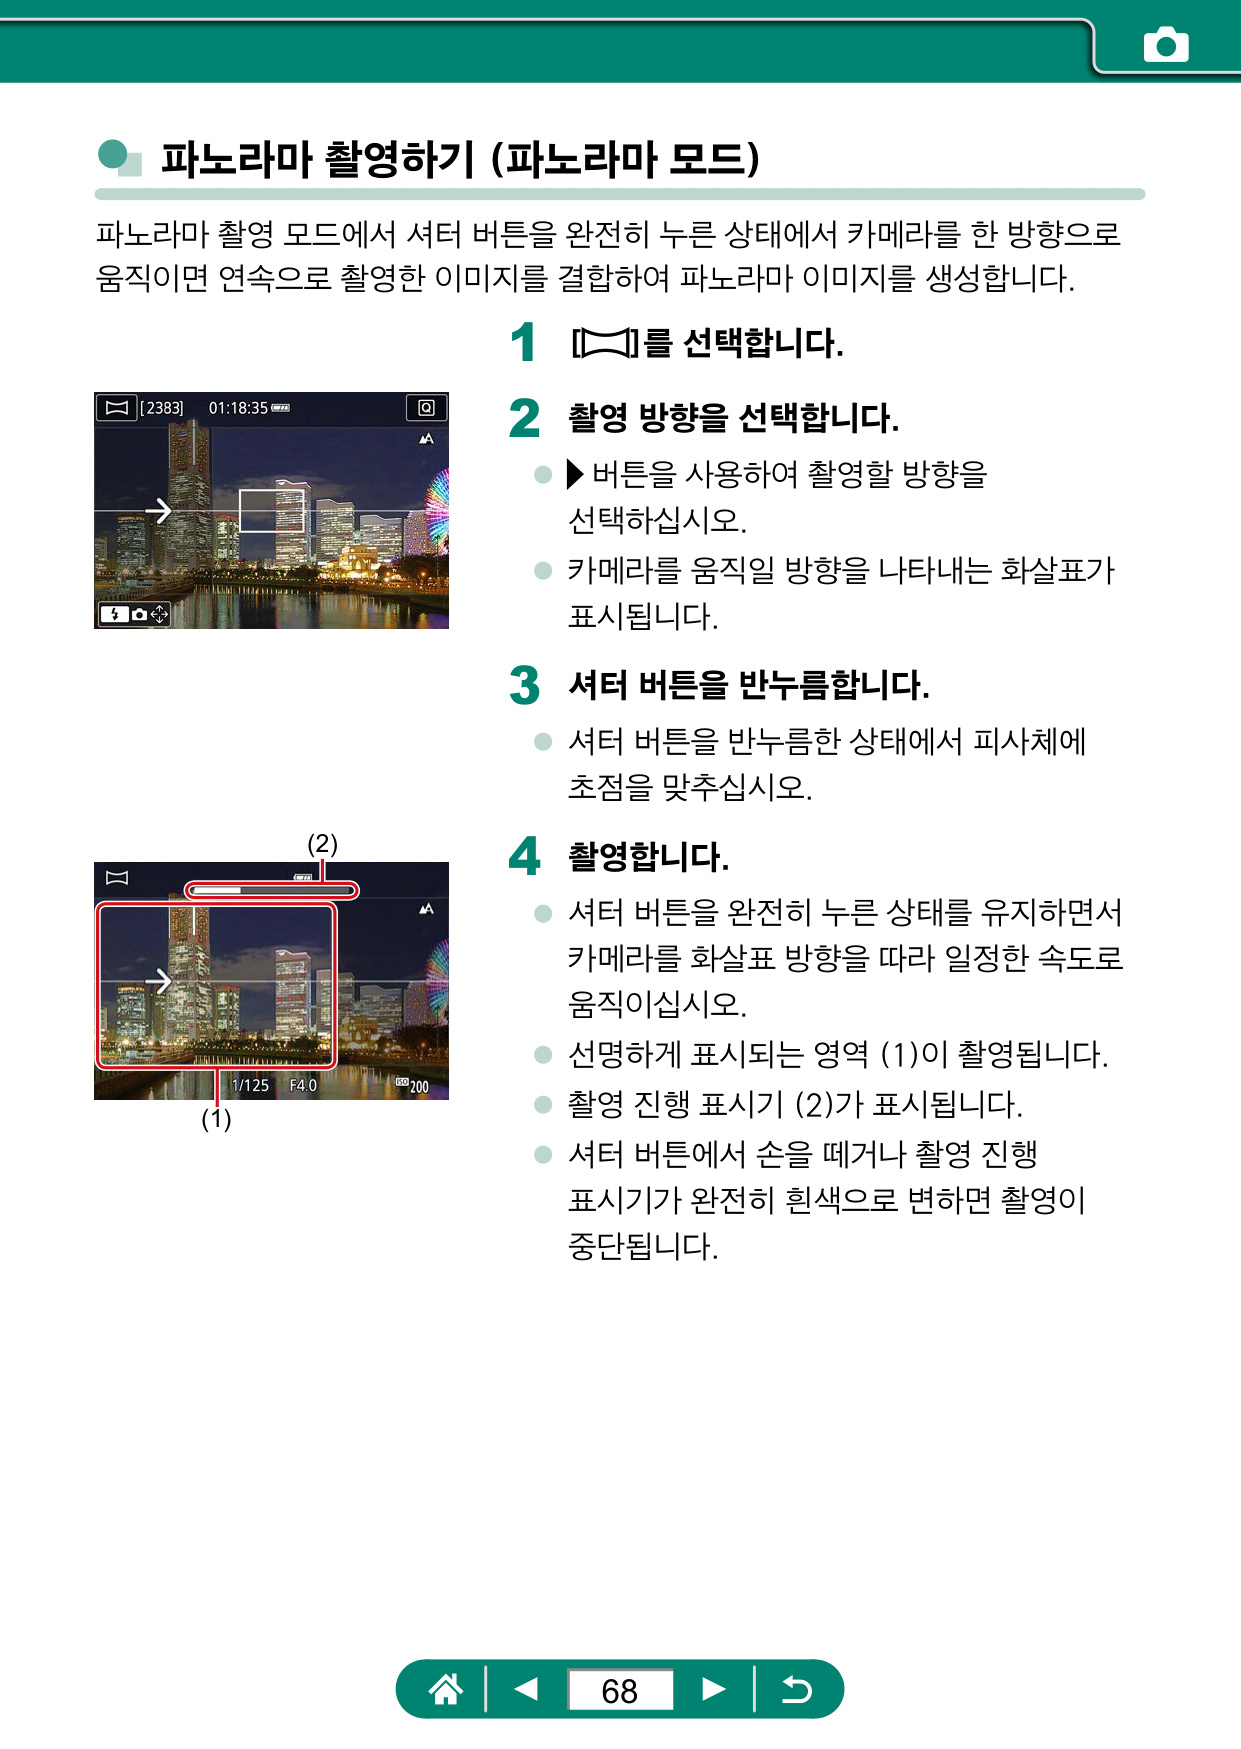 파노라마 촬영하기 (파노라마 모드)
파노라마 촬영 모드에서 셔터 버튼을 완전히 누른 상태에서 카메라를 한 방향으로
움직이면 연속으로 촬영한 이미지를 결합하여 파노라마 이미지를 생성합니다.
1 []를 선택합니다.
[2383] 01:18:35 Q
A
2 촬영 방향을 선택합니다.
버튼을 사용하여 촬영할 방향을
선택하십시오.
카메라를 움직일 방향을 나타내는 화살표가
표시됩니다.
3 셔터 버튼을 반누름합니다.
셔터 버튼을 반누름한 상태에서 피사체에
초점을 맞추십시오.
(2)
A
1/125 F4.0 ISO 200
(1)
4 촬영합니다.
셔터 버튼을 완전히 누른 상태를 유지하면서
카메라를 화살표 방향을 따라 일정한 속도로
움직이십시오.
선명하게 표시되는 영역 (1)이 촬영됩니다.
촬영 진행 표시기 (2)가 표시됩니다.
셔터 버튼에서 손을 떼거나 촬영 진행
표시기가 완전히 흰색으로 변하면 촬영이
중단됩니다.
68